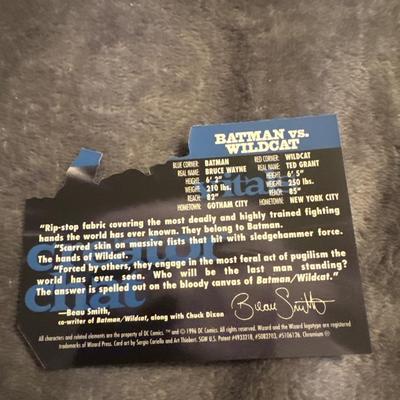 BATMAN vs.
WILDCAT
BLUE CORNER: BATMAN RED CORNER: WILDCAT
REAL NAME: BRUCE WAYNE REAL NAME: TED GRANT
HEIGHT: 6' 2" HEIGHT: 6' 5"
WEIGHT: 210 lbs. WEIGHT: 250 lbs.
REACH: 82" REACH: 85"
HOMETOWN: GOTHAM CITY HOMETOWN: NEW YORK CITY
"Rip-stop fabric covering the most deadly and highly trained fighting
hands the world has ever known. They belong to Batman.
"Scarred skin on massive fists that hit with sledgehammer force.
The hands of Wildcat.
"Forced by others, they engage in the most feral act of pugilism the
world has ever seen. Who will be the last man standing?
The answer is spelled out on the bloody canvas of Batman/Wildcat."
—Beau Smith,
co-writer of Batman/Wildcat, along with Chuck Dixon
Beau Smith
All characters and related elements are property of DC Comics. © 1996 DC Comics. All rights reserved. Wizard and the Wizard logotype are registered
trademarks of Wizard Press. Card art by Sergio Cariello and Art Thiebert. SGW U.S. Patent #4933218, #5082703, #5106126. Chromium®